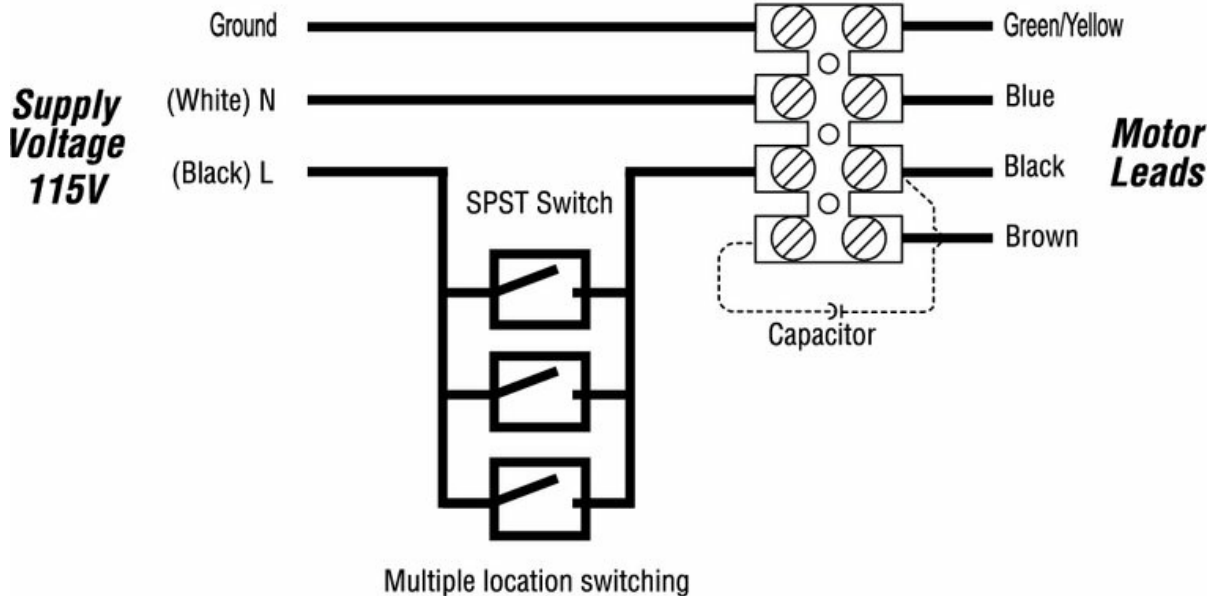 Ground
Green/Yellow
Supply
Voltage
115V
(White) N
Blue
(Black) L
Black
Motor
Leads
SPST Switch
Brown
Capacitor
Multiple location switching